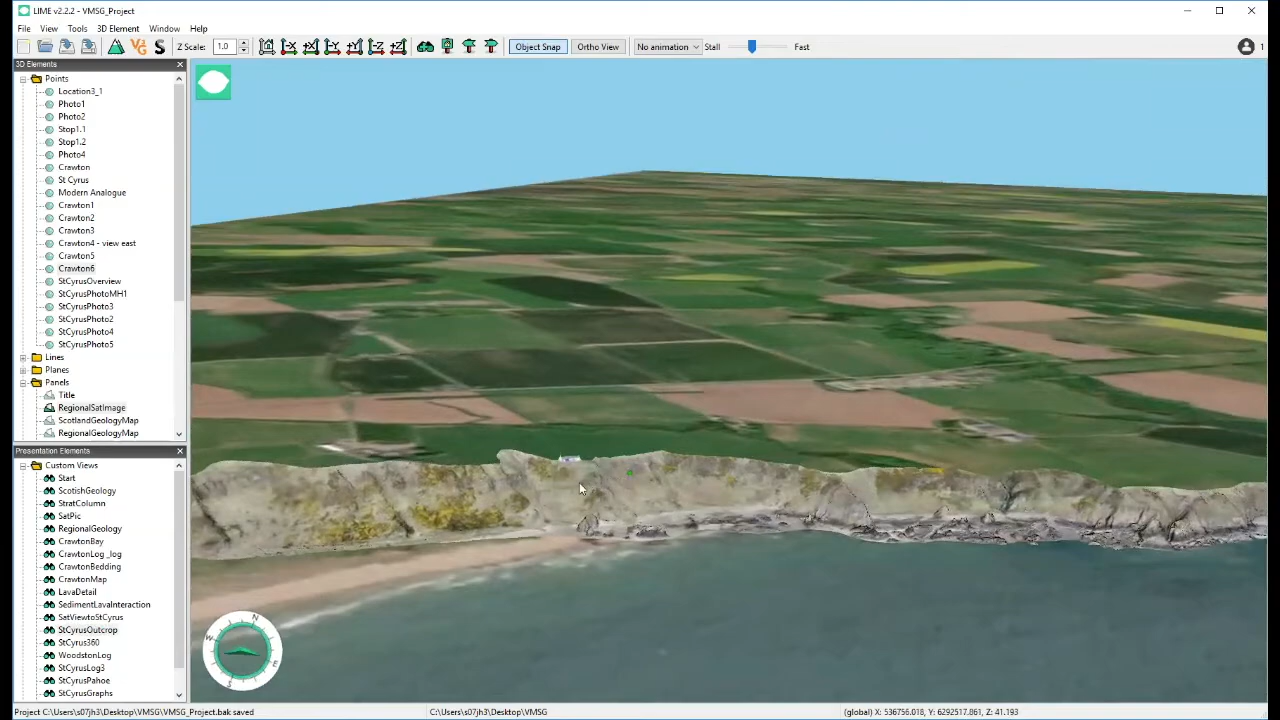 LIME v2.2.2 - VMSG_Project
File View Tools 3D Element Window Help
Z Scale: 1.0 Object Snap Ortho View No animation Stall Fast 1
3D Elements
Points
Location3_1
Photo1
Photo2
Stop1.1
Stop1.2
Photo4
Crawton
St Cyrus
Modern Analogue
Crawton1
Crawton2
Crawton3
Crawton4 - view east
Crawton5
Crawton6
StCyrusOverview
StCyrusPhotoMH1
StCyrusPhoto3
StCyrusPhoto2
StCyrusPhoto4
StCyrusPhoto5
Lines
Planes
Panels
Title
RegionalSatImage
ScotlandGeologyMap
RegionalGeologyMap
Presentation Elements
Custom Views
Start
ScotishGeology
StratColumn
SatPic
RegionalGeology
CrawtonBay
CrawtonLog _log
CrawtonBedding
CrawtonMap
LavaDetail
SedimentLavaInteraction
SatViewtoStCyrus
StCyrusOutcrop
StCyrus360
WoodstonLog
StCyrusLog3
StCyrusPahoe
StCyrusGraphs
N
W
E
S
Project C:\Users\s07jh3\Desktop\VMSG\VMSG_Project.bak saved C:\Users\s07jh3\Desktop\VMSG (global) X: 536756.018, Y: 6292517.861, Z: 41.193